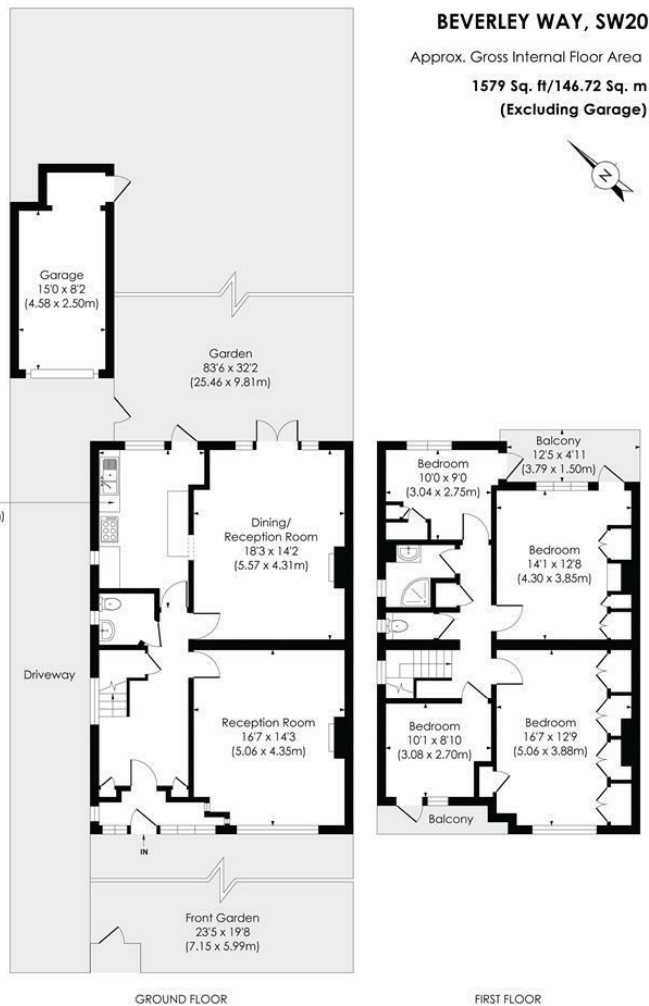 BEVERLEY WAY, SW20
Approx. Gross Internal Floor Area
1579 Sq. ft/146.72 Sq. m
(Excluding Garage)
N
Garage
15'0 x 8'2
(4.58 x 2.50m)
Garden
83'6 x 32'2
(25.46 x 9.81m)
)
Dining/
Reception Room
18'3 x 14'2
(5.57 x 4.31m)
Driveway
Reception Room
16'7 x 14'3
(5.06 x 4.35m)
IN
Front Garden
23'5 x 19'8
(7.15 x 5.99m)
GROUND FLOOR
Balcony
12'5 x 4'11
(3.79 x 1.50m)
Bedroom
10'0 x 9'0
(3.04 x 2.75m)
Bedroom
14'1 x 12'8
(4.30 x 3.85m)
Bedroom
10'1 x 8'10
(3.08 x 2.70m)
Bedroom
16'7 x 12'9
(5.06 x 3.88m)
Balcony
FIRST FLOOR